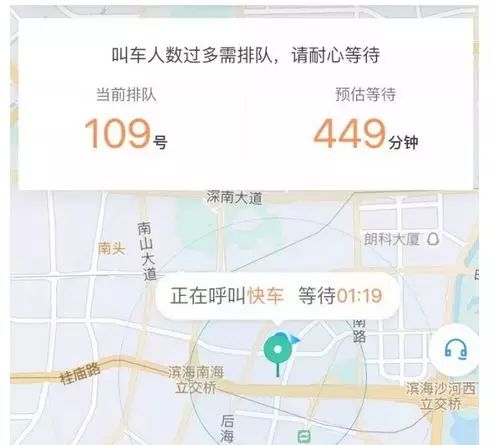 叫车人数过多需排队，请耐心等待
当前排队
预估等待
109号
449分钟
深南大道
南山大道
南头
朗科大厦
正在呼叫快车 等待01:19
南路
桂庙路
滨海南海
立交桥
滨海沙河西
立交桥
后海